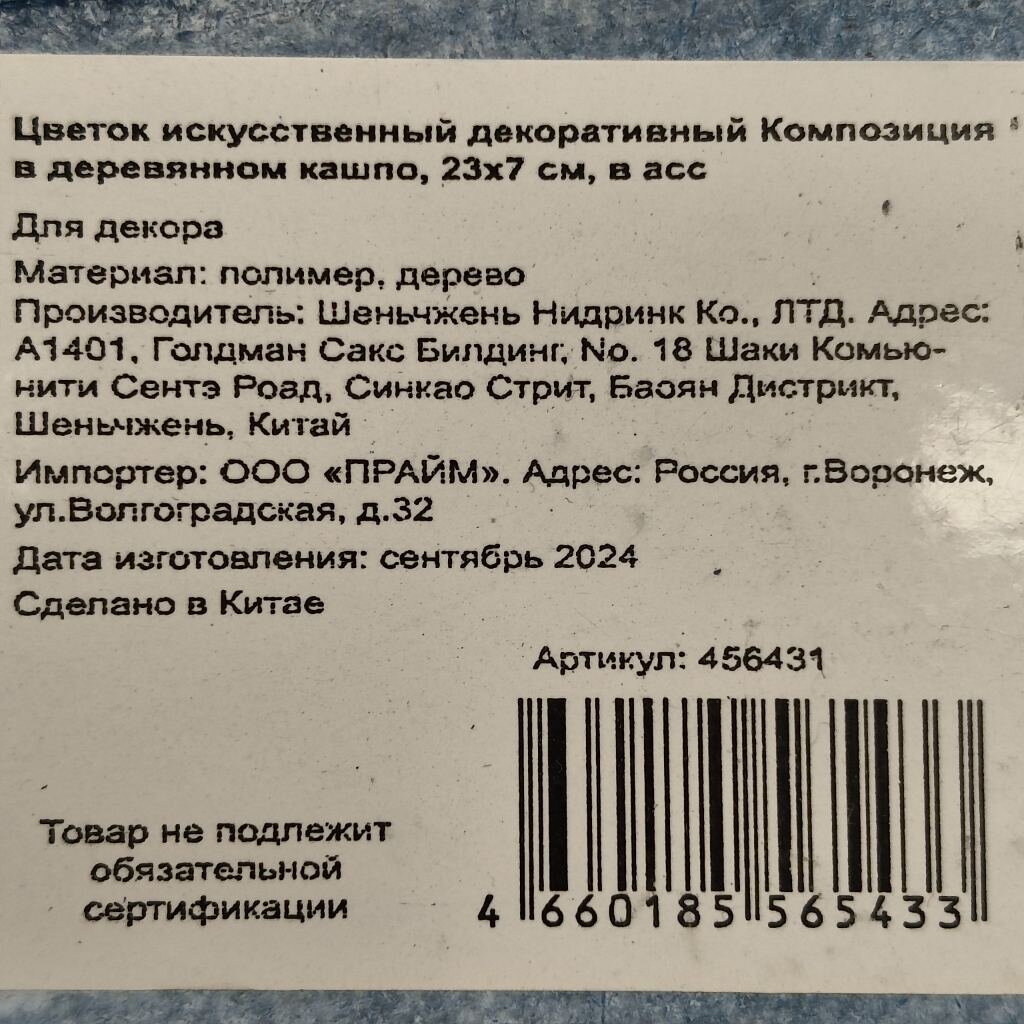 Цветок искусственный декоративный Композиция
в деревянном кашпо, 23х7 см, в асс
Для декора
Материал: полимер, дерево
Производитель: Шеньчжень Нидринк Ко., ЛТД. Адрес:
А1401, Голдман Сакс Билдинг, No. 18 Шаки Комью-
нити Сентэ Роад, Синкао Стрит, Баоян Дистрикт,
Шеньчжень, Китай
Импортер: ООО «ПРАЙМ». Адрес: Россия, г.Воронеж,
ул.Волгоградская, д.32
Дата изготовления: сентябрь 2024
Сделано в Китае
Артикул: 456431
Товар не подлежит
обязательной
сертификации
4 660185 565433